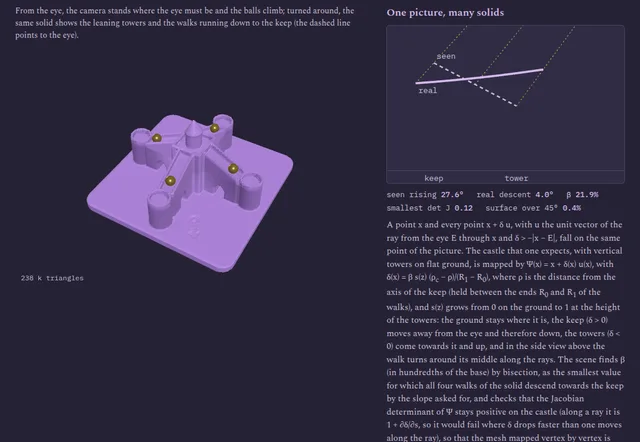 From the eye, the camera stands where the eye must be and the balls climb; turned around, the
same solid shows the leaning towers and the walks running down to the keep (the dashed line
points to the eye).
238 k triangles
One picture, many solids
seen
real
keep tower
seen rising 27.6° real descent 4.0° β 21.9%
smallest det J 0.12 surface over 45° 0.4%
A point x and every point x + δ u, with u the unit vector of the
ray from the eye E through x and δ > −|x − E|, fall on the same
point of the picture. The castle that one expects, with vertical
towers on flat ground, is mapped by Ψ(x) = x + δ(x) u(x), with
δ(x) = β s(z) (ρc − ρ)/(R1 − R0), where ρ is the distance from the
axis of the keep (held between the ends R0 and R1 of the
walks), and s(z) grows from 0 on the ground to 1 at the height
of the towers: the ground stays where it is, the keep (δ > 0)
moves away from the eye and therefore down, the towers (δ <
0) come towards it and up, and in the side view above the
walk turns around its middle along the rays. The scene finds β
(in hundredths of the base) by bisection, as the smallest value
for which all four walks of the solid descend towards the keep
by the slope asked for, and checks that the Jacobian
determinant of Ψ stays positive on the castle (along a ray it is
1 + ∂δ/∂s, so it would fail where δ drops faster than one moves
along the ray), so that the mesh mapped vertex by vertex is